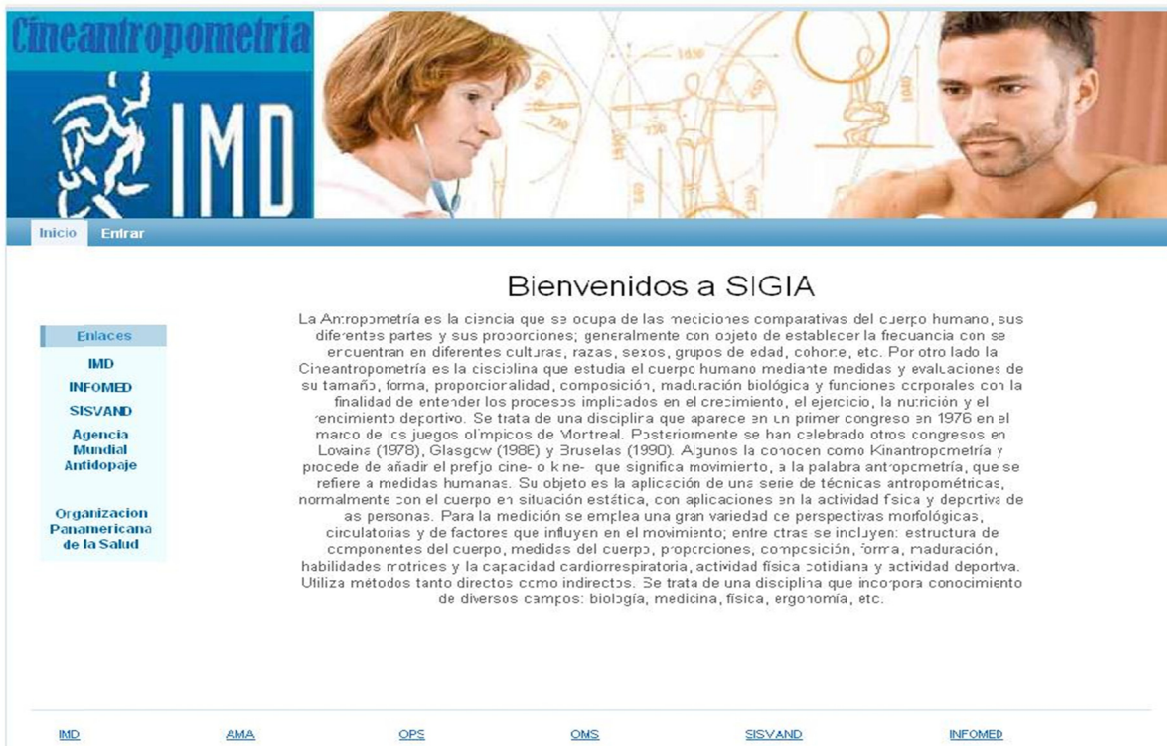 Cineantropometría
IMD
1030
450
450
730
730
1040
Inicio Entrar
Bienvenidos a SIGIA
La Antropometría es la ciencia que se ocupa de las mediciones comparativas del cuerpo humano, sus
diferentes partes y sus proporciones; generalmente con objeto de establecer la frecuancia con se
encuentran en diferentes culturas, razas, sexos, grupos de edad, cohorte, etc. Por otro lado la
Cineantropometría es la disciplina que estudia el cuerpo humano mediante medidas y evaluaciones de
su tamaño, forma, proporcionalidad, composición, maduración biológica y funciones corporales con la
finalidad de entender los procesos implicados en el crecimiento, el ejercicio, la nutrición y el
rendimiento deportivo. Se trata de una disciplina que aparece en un primer congreso en 1976 en el
marco de los juegos olímpicos de Montreal. Posteriormente se han celebrado otros congresos en
Lovaina (1978), Glasgow (1986) y Bruselas (1990). Algunos la conocen como Kinantropometría y
procede de añadir el prefijo cine- o kine- que significa movimiento, a la palabra antropometría, que se
refiere a medidas humanas. Su objeto es la aplicación de una serie de técnicas antropométricas,
normalmente con el cuerpo en situación estática, con aplicaciones en la actividad física y deportiva de
las personas. Para la medición se emplea una gran variedad de perspectivas morfológicas,
circulatorias y de factores que influyen en el movimiento; entre otras se incluyen: estructura de
componentes del cuerpo, medidas del cuerpo, proporciones, composición, forma, maduración,
habilidades motrices y la capacidad cardiorrespiratoria, actividad física cotidiana y actividad deportiva.
Utiliza métodos tanto directos como indirectos. Se trata de una disciplina que incorpora conocimiento
de diversos campos: biología, medicina, física, ergonomía, etc.
Enlaces
IMD
INFOMED
SISVAND
Agencia
Mundial
Antidopaje
Organizacion
Panamericana
de la Salud
IMD AMA OPS OMS SISVAND INFOMED